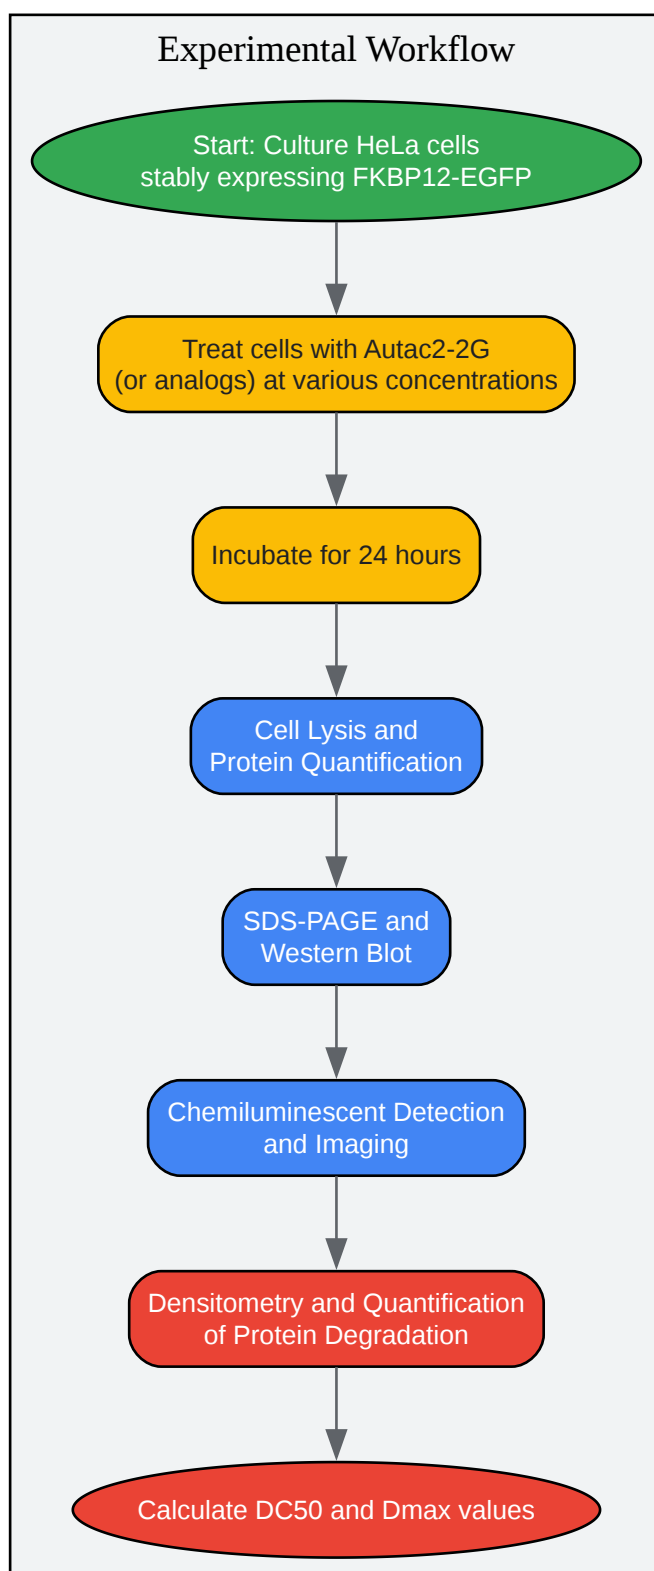 Experimental Workflow
Start: Culture HeLa cells
stably expressing FKBP12-EGFP
Treat cells with Autac2-2G
(or analogs) at various concentrations
Incubate for 24 hours
Cell Lysis and
Protein Quantification
SDS-PAGE and
Western Blot
Chemiluminescent Detection
and Imaging
Densitometry and Quantification
of Protein Degradation
Calculate DC50 and Dmax values